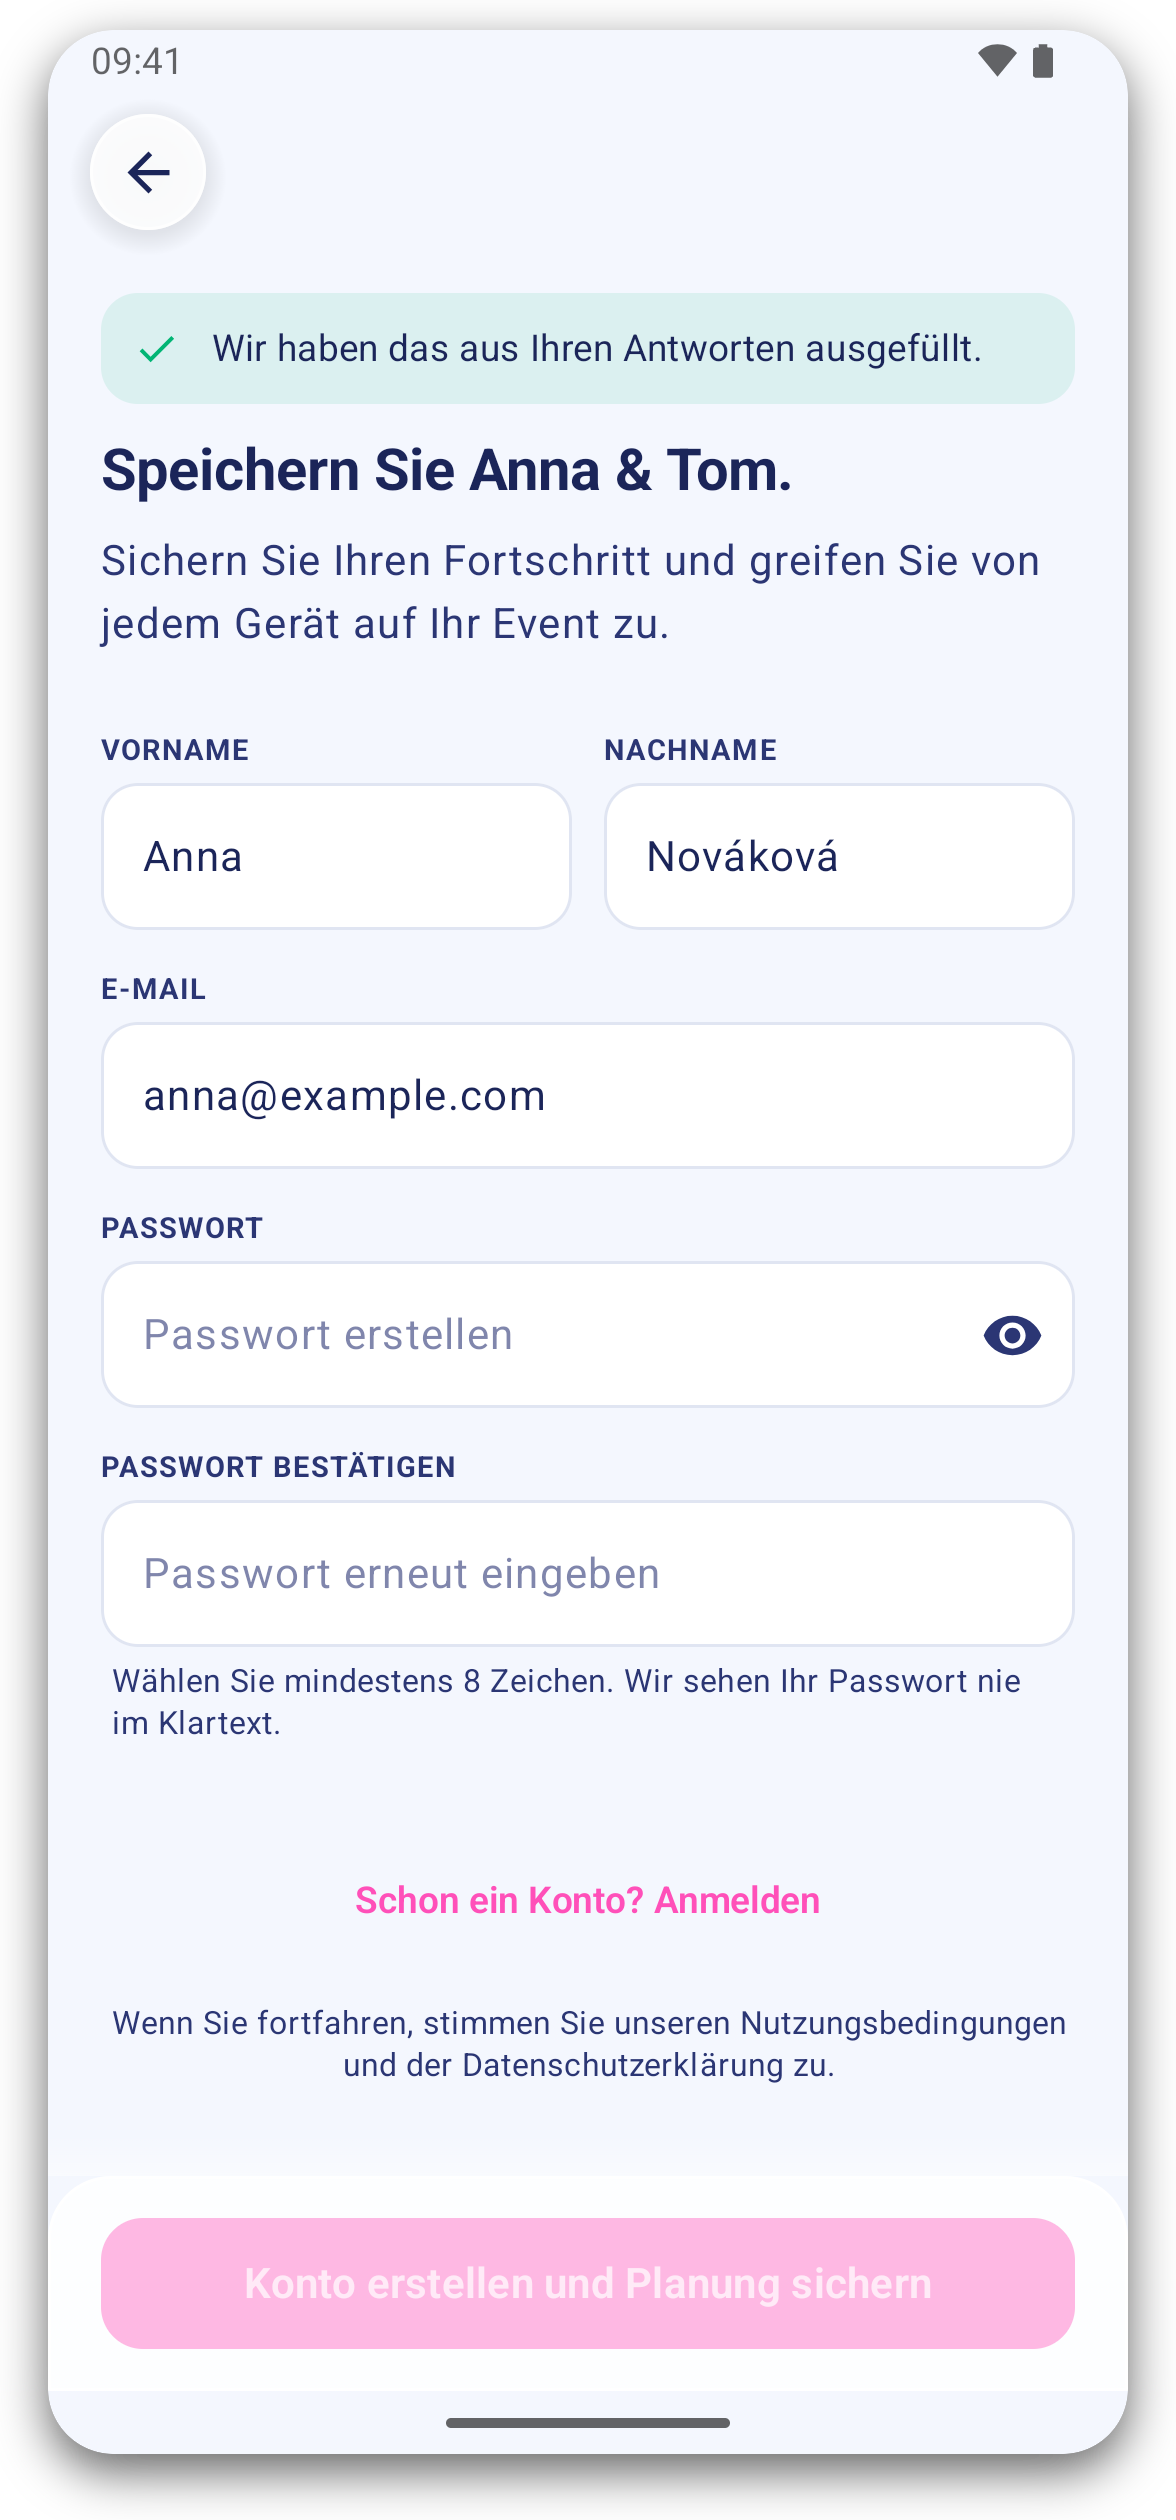 09:41
Wir haben das aus Ihren Antworten ausgefüllt.
Speichern Sie Anna & Tom.
Sichern Sie Ihren Fortschritt und greifen Sie von
jedem Gerät auf Ihr Event zu.
VORNAME
NACHNAME
Anna
Nováková
E-MAIL
anna@example.com
PASSWORT
Passwort erstellen
PASSWORT BESTÄTIGEN
Passwort erneut eingeben
Wählen Sie mindestens 8 Zeichen. Wir sehen Ihr Passwort nie
im Klartext.
Schon ein Konto? Anmelden
Wenn Sie fortfahren, stimmen Sie unseren Nutzungsbedingungen
und der Datenschutzerklärung zu.
Konto erstellen und Planung sichern